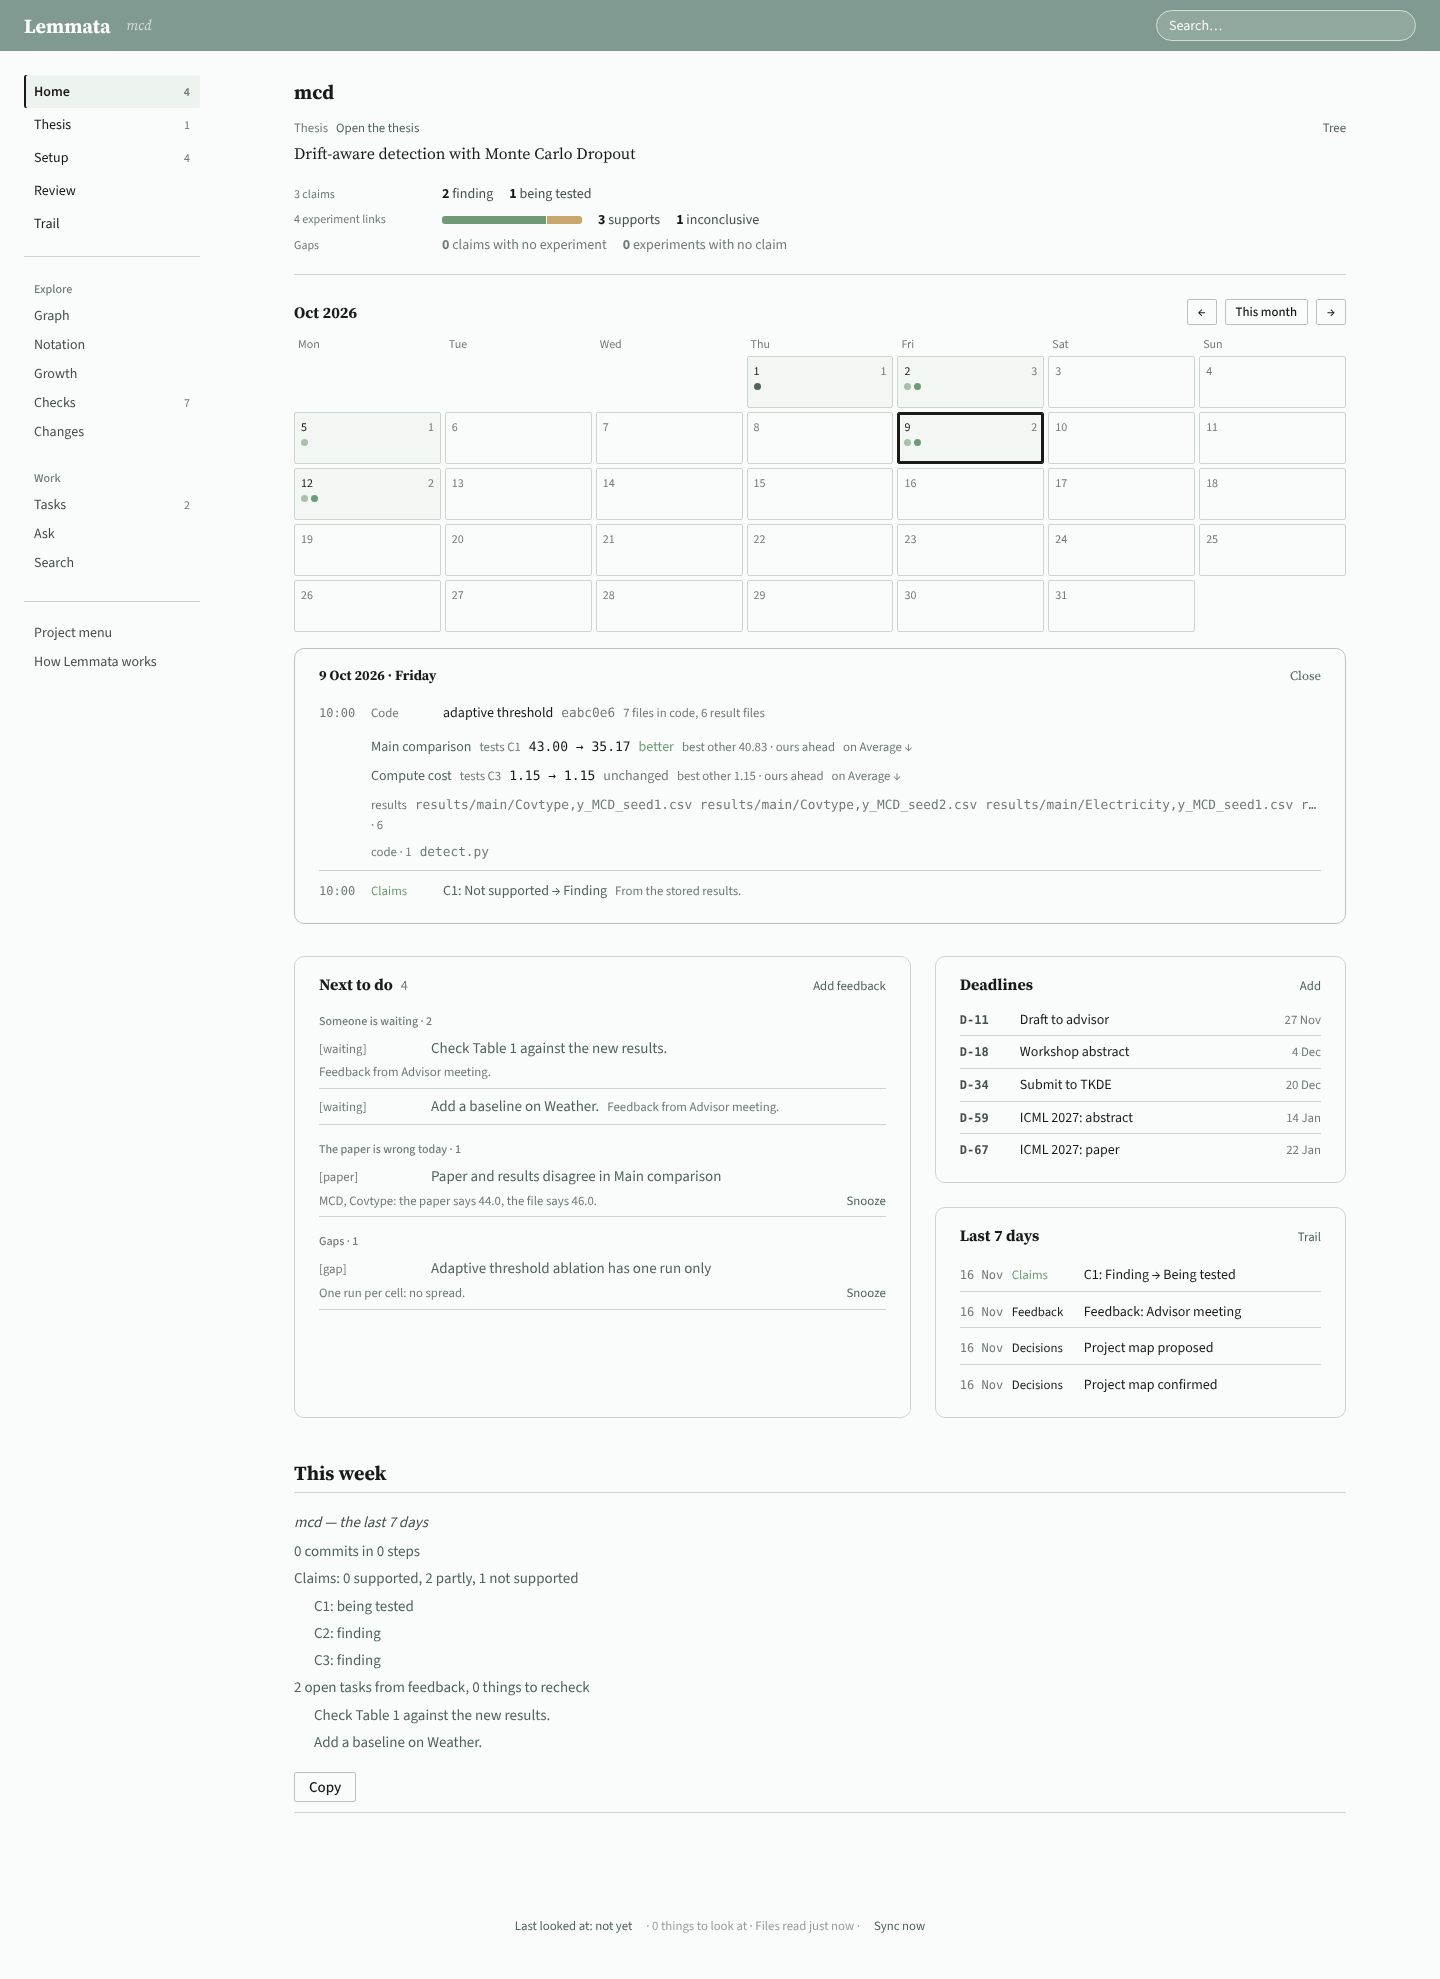 Lemmata mcd Search…
Home 4
Thesis 1
Setup 4
Review
Trail
Explore
Graph
Notation
Growth
Checks 7
Changes
Work
Tasks 2
Ask
Search
Project menu
How Lemmata works
mcd
Thesis Open the thesis Tree
Drift-aware detection with Monte Carlo Dropout
3 claims 2 finding 1 being tested
4 experiment links 3 supports 1 inconclusive
Gaps 0 claims with no experiment 0 experiments with no claim
Oct 2026 ← This month →
Mon Tue Wed Thu Fri Sat Sun
1 1 2 3 3 4
5 1 6 7 8 9 2 10 11
12 2 13 14 15 16 17 18
19 20 21 22 23 24 25
26 27 28 29 30 31
9 Oct 2026 · Friday Close
10:00 Code adaptive threshold eabc0e6 7 files in code, 6 result files
Main comparison tests C1 43.00 → 35.17 better best other 40.83 · ours ahead on Average ↓
Compute cost tests C3 1.15 → 1.15 unchanged best other 1.15 · ours ahead on Average ↓
results results/main/Covtype,y_MCD_seed1.csv results/main/Covtype,y_MCD_seed2.csv results/main/Electricity,y_MCD_seed1.csv r…
· 6
code · 1 detect.py
10:00 Claims C1: Not supported → Finding From the stored results.
Next to do 4 Add feedback
Someone is waiting · 2
[waiting] Check Table 1 against the new results.
Feedback from Advisor meeting.
[waiting] Add a baseline on Weather. Feedback from Advisor meeting.
The paper is wrong today · 1
[paper] Paper and results disagree in Main comparison
MCD, Covtype: the paper says 44.0, the file says 46.0. Snooze
Gaps · 1
[gap] Adaptive threshold ablation has one run only
One run per cell: no spread. Snooze
Deadlines Add
D-11 Draft to advisor 27 Nov
D-18 Workshop abstract 4 Dec
D-34 Submit to TKDE 20 Dec
D-59 ICML 2027: abstract 14 Jan
D-67 ICML 2027: paper 22 Jan
Last 7 days Trail
16 Nov Claims C1: Finding → Being tested
16 Nov Feedback Feedback: Advisor meeting
16 Nov Decisions Project map proposed
16 Nov Decisions Project map confirmed
This week
mcd — the last 7 days
0 commits in 0 steps
Claims: 0 supported, 2 partly, 1 not supported
C1: being tested
C2: finding
C3: finding
2 open tasks from feedback, 0 things to recheck
Check Table 1 against the new results.
Add a baseline on Weather.
Copy
Last looked at: not yet · 0 things to look at · Files read just now · Sync now